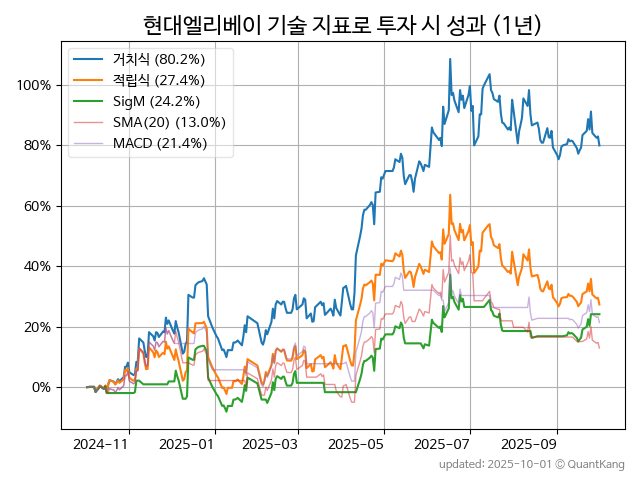 현대엘리베이 기술 지표로 투자 시 성과 (1년)
거치식 (80.2%)
적립식 (27.4%)
SigM (24.2%)
SMA(20) (13.0%)
MACD (21.4%)
100%
80%
60%
40%
20%
0%
2024-11 2025-01 2025-03 2025-05 2025-07 2025-09
updated: 2025-10-01 © QuantKang